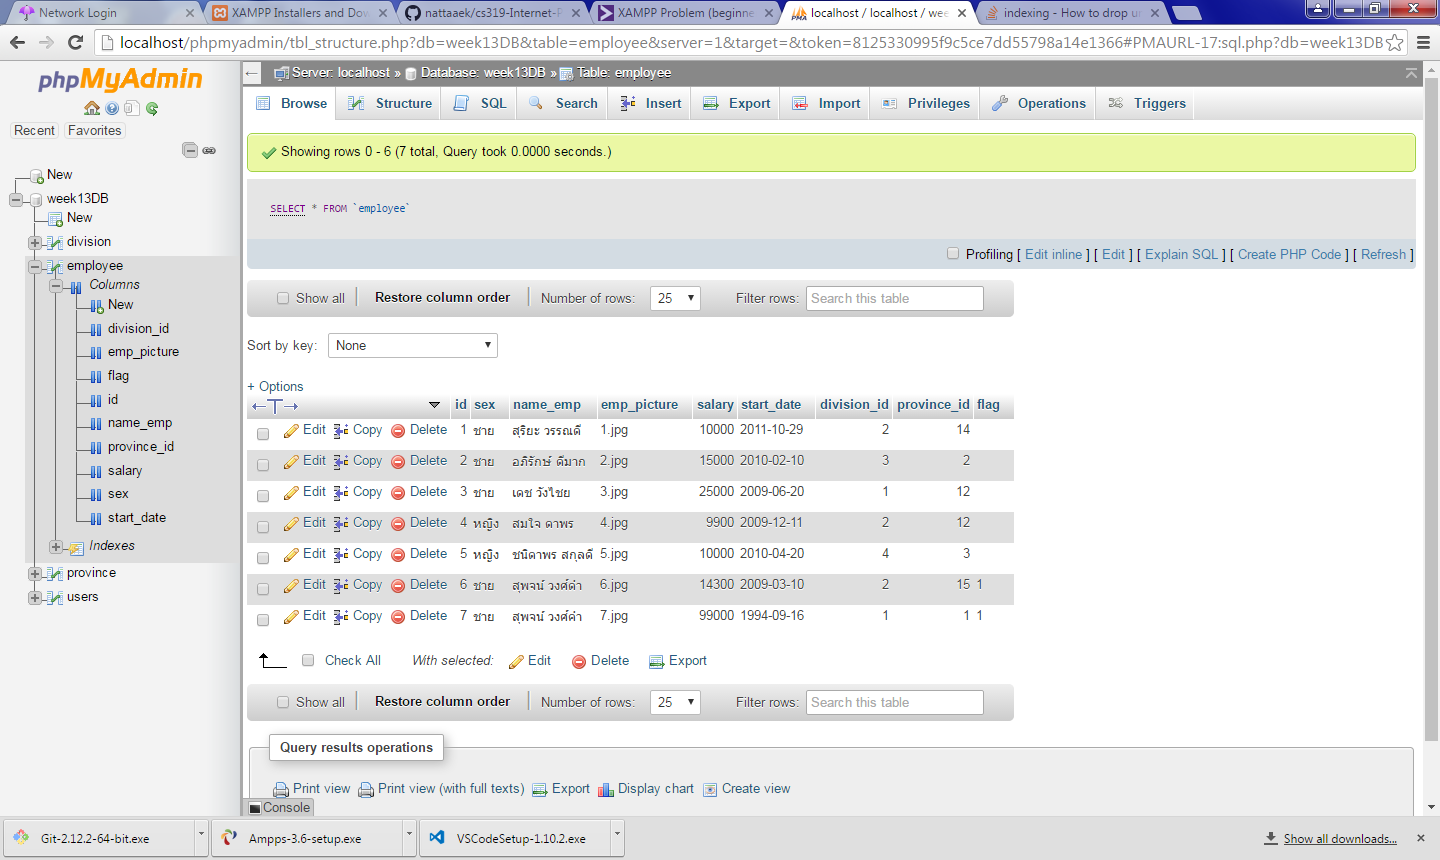 Network Login
XAMPP Installers and Dow
nattaaek/cs319-Internet-P
XAMPP Problem (beginne
localhost / localhost / wee
indexing - How to drop u
localhost/phpmyadmin/tbl_structure.php?db=week13DB&table=employee&server=1&target=&token=8125330995f9c5ce7dd55798a14e1366#PMAURL-17:sql.php?db=week13DB
phpMyAdmin
Recent Favorites
New
week13DB
New
division
employee
Columns
New
division_id
emp_picture
flag
id
name_emp
province_id
salary
sex
start_date
Indexes
province
users
Server: localhost » Database: week13DB » Table: employee
Browse Structure SQL Search Insert Export Import Privileges Operations Triggers
Showing rows 0 - 6 (7 total, Query took 0.0000 seconds.)
SELECT * FROM `employee`
Profiling [ Edit inline ] [ Edit ] [ Explain SQL ] [ Create PHP Code ] [ Refresh ]
Show all Restore column order Number of rows: 25 Filter rows: Search this table
Sort by key: None
+ Options
id sex name_emp emp_picture salary start_date division_id province_id flag
Edit Copy Delete 1 ชาย สุริยะ วรรณดี 1.jpg 10000 2011-10-29 2 14
Edit Copy Delete 2 ชาย อภิรักษ์ ดีมาก 2.jpg 15000 2010-02-10 3 2
Edit Copy Delete 3 ชาย เดช วังไชย 3.jpg 25000 2009-06-20 1 12
Edit Copy Delete 4 หญิง สมใจ ดาพร 4.jpg 9900 2009-12-11 2 12
Edit Copy Delete 5 หญิง ชนิดาพร สกุลดี 5.jpg 10000 2010-04-20 4 3
Edit Copy Delete 6 ชาย สุพจน์ วงศ์ดำ 6.jpg 14300 2009-03-10 2 15 1
Edit Copy Delete 7 ชาย สุพจน์ วงศ์คำ 7.jpg 99000 1994-09-16 1 1 1
Check All With selected: Edit Delete Export
Show all Restore column order Number of rows: 25 Filter rows: Search this table
Query results operations
Print view Print view (with full texts) Export Display chart Create view
Console
Git-2.12.2-64-bit.exe
Ampps-3.6-setup.exe
VSCodeSetup-1.10.2.exe
Show all downloads...